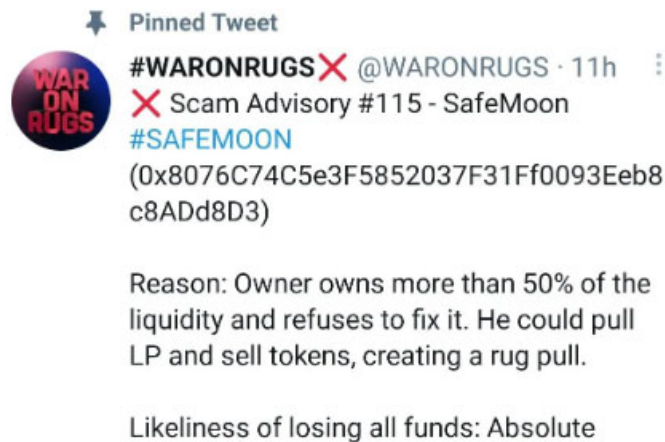 Pinned Tweet
WAR
ON
RUGS
#WARONRUGS❌ @WARONRUGS · 11h
❌ Scam Advisory #115 - SafeMoon
#SAFEMOON
(0x8076C74C5e3F5852037F31Ff0093Eeb8
c8ADd8D3)
Reason: Owner owns more than 50% of the
liquidity and refuses to fix it. He could pull
LP and sell tokens, creating a rug pull.
Likeliness of losing all funds: Absolute